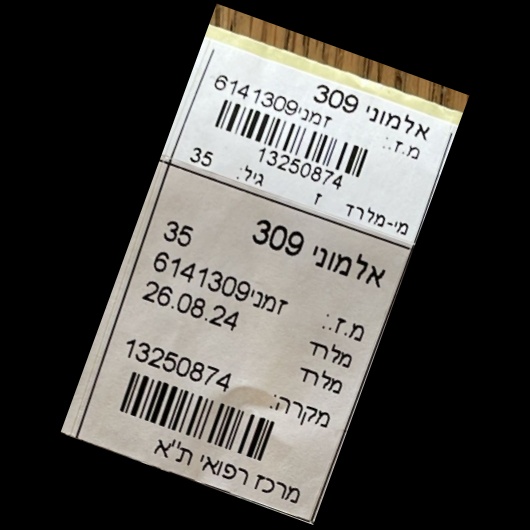 אלמוני 309
מ.ז.: זמני6141309
13250874
מי-מלרד ז גיל: 35
אלמוני 309 35
מ.ז.: זמני6141309
מלרד 26.08.24
מלרד
מקרה: 13250874
מרכז רפואי ת"א